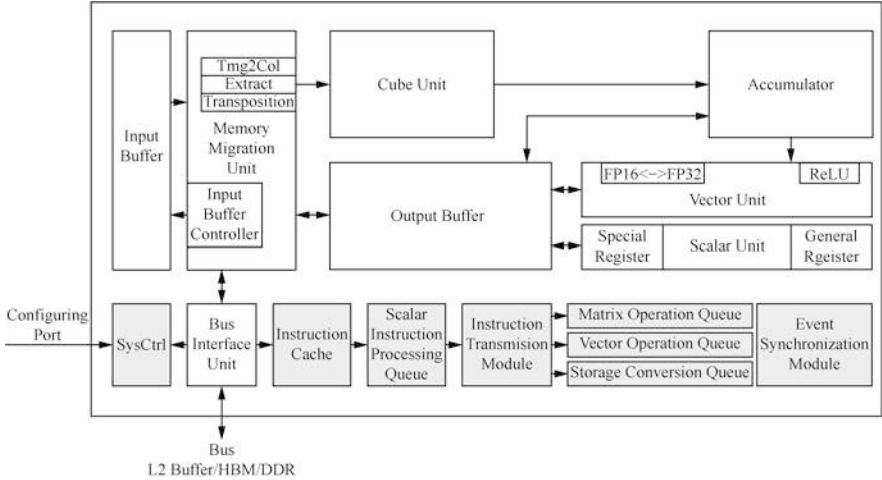 Tmg2Col
Extract
Transposition
Memory
Migration
Unit
Input
Buffer
Input
Buffer
Controller
Cube Unit
Accumulator
Output Buffer
FP16<->FP32
ReLU
Vector Unit
Special
Register
Scalar Unit
General
Rgeister
Configuring
Port
SysCtrl
Bus
Interface
Unit
Instruction
Cache
Scalar
Instruction
Processing
Queue
Instruction
Transmision
Module
Matrix Operation Queue
Vector Operation Queue
Storage Conversion Queue
Event
Synchronization
Module
Bus
L2 Buffer/HBM/DDR